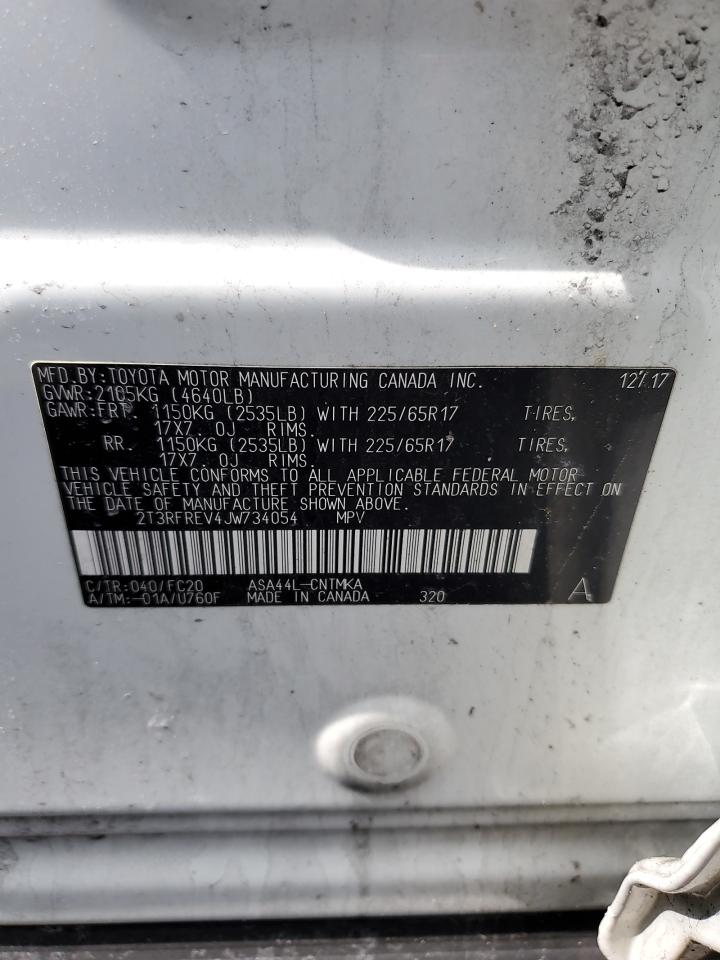 MFD.BY:TOYOTA MOTOR MANUFACTURING CANADA INC. 12/17
GVWR:2105KG (4640LB)
GAWR:FRT. 1150KG (2535LB) WITH 225/65R17 TIRES,
17X7.0J RIMS.
RR. 1150KG (2535LB) WITH 225/65R17 TIRES,
17X7.0J RIMS.
THIS VEHICLE CONFORMS TO ALL APPLICABLE FEDERAL MOTOR
VEHICLE SAFETY AND THEFT PREVENTION STANDARDS IN EFFECT ON
THE DATE OF MANUFACTURE SHOWN ABOVE.
2T3RFREV4JW734054 MPV
C/TR:040/FC20 ASA44L-CNTMKA
A/TM:-01A/U760F MADE IN CANADA 320 A